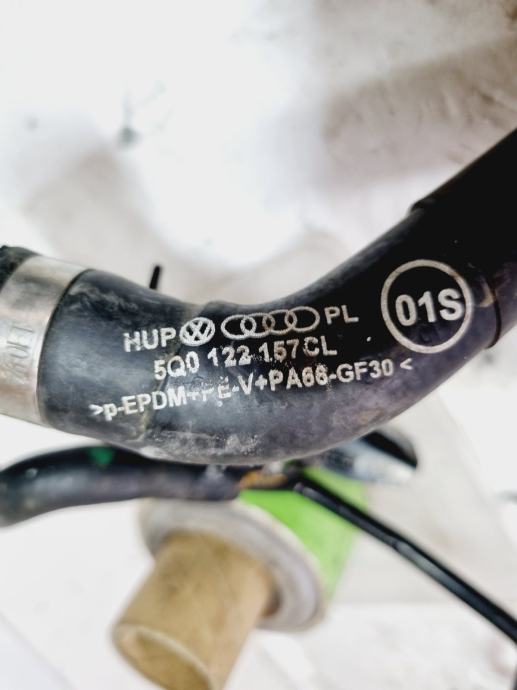 HUP PL
5Q0 122 157CL
>p-EPDM+PE-V+PA66-GF30<
01S